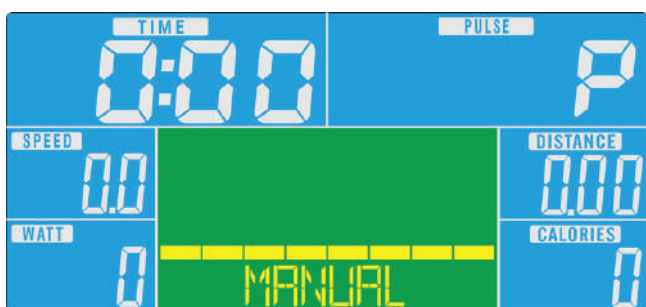 TIME PULSE
0:00 P
SPEED DISTANCE
0.0 0.00
WATT CALORIES
0 0
MANUAL